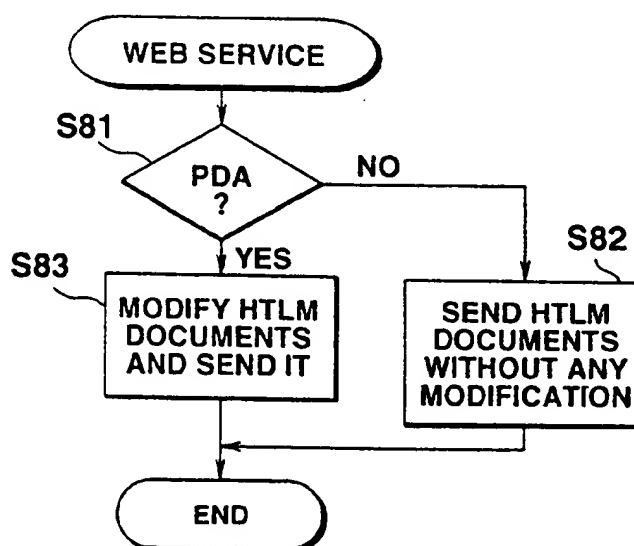 WEB SERVICE
S81
PDA
?
NO
YES
S83
MODIFY HTLM
DOCUMENTS
AND SEND IT
S82
SEND HTLM
DOCUMENTS
WITHOUT ANY
MODIFICATION
END